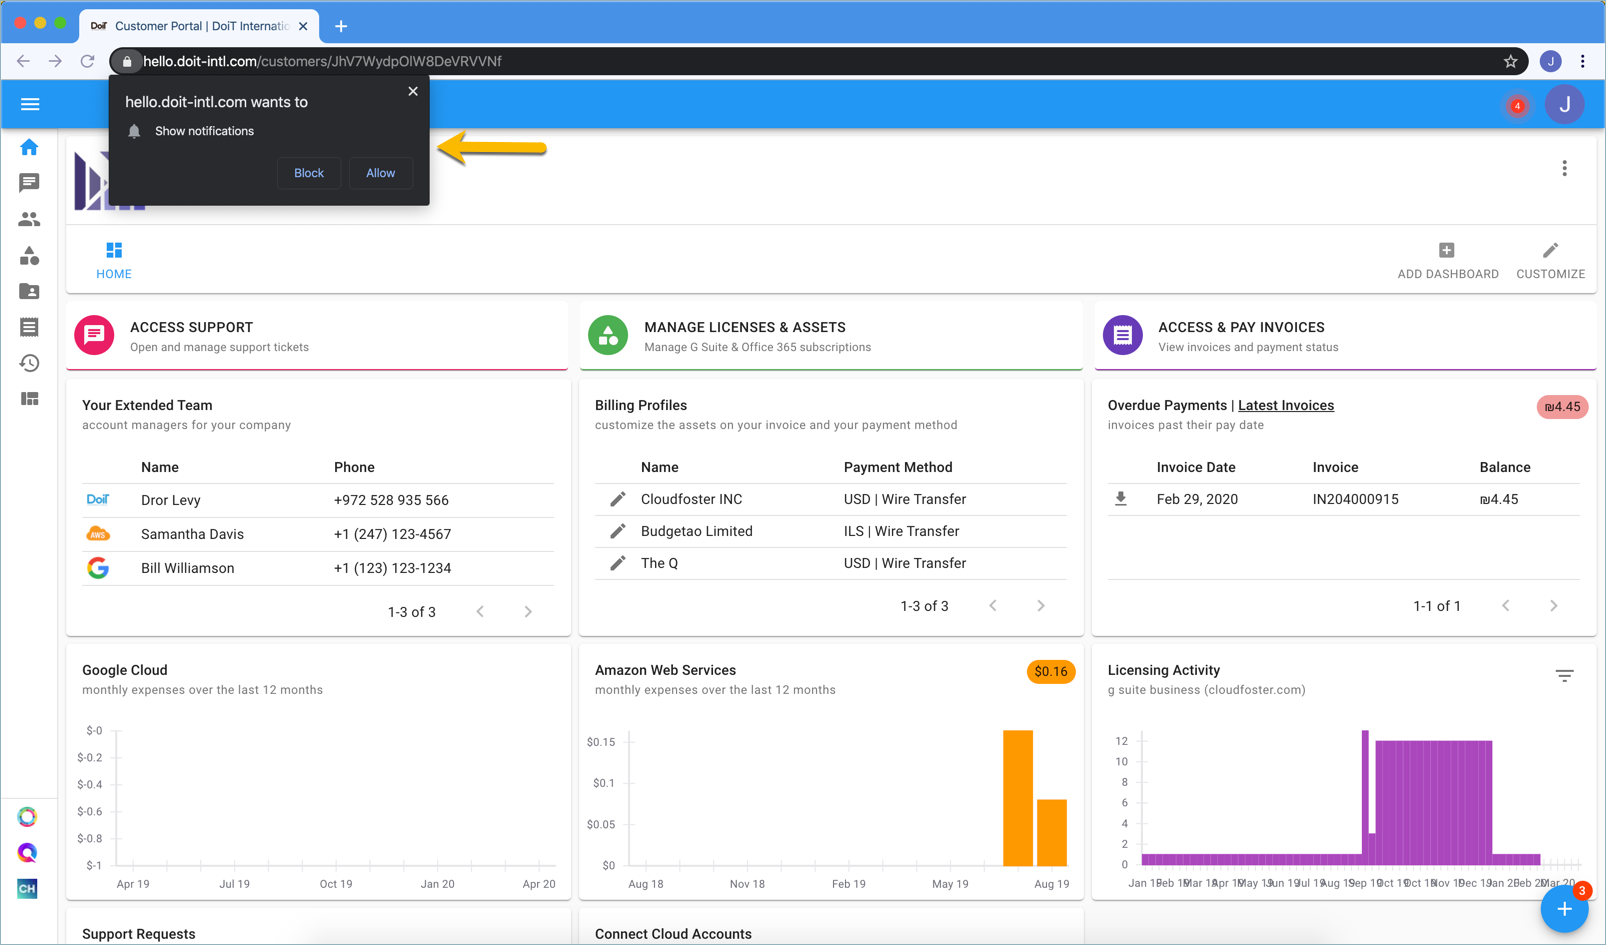 DoiT Customer Portal | DoiT Internatic
hello.doit-intl.com/customers/JhV7WydpOlW8DeVRVVNf
J
hello.doit-intl.com wants to
Show notifications
Block
Allow
4
J
HOME
ADD DASHBOARD
CUSTOMIZE
ACCESS SUPPORT
Open and manage support tickets
MANAGE LICENSES & ASSETS
Manage G Suite & Office 365 subscriptions
ACCESS & PAY INVOICES
View invoices and payment status
Your Extended Team
account managers for your company
Name Phone
DoiT Dror Levy +972 528 935 566
AWS Samantha Davis +1 (247) 123-4567
G Bill Williamson +1 (123) 123-1234
1-3 of 3
Billing Profiles
customize the assets on your invoice and your payment method
Name Payment Method
Cloudfoster INC USD | Wire Transfer
Budgetao Limited ILS | Wire Transfer
The Q USD | Wire Transfer
1-3 of 3
Overdue Payments | Latest Invoices
₪4.45
invoices past their pay date
Invoice Date Invoice Balance
Feb 29, 2020 IN204000915 ₪4.45
1-1 of 1
Google Cloud
monthly expenses over the last 12 months
$-0
$-0.2
$-0.4
$-0.6
$-0.8
$-1
Apr 19 Jul 19 Oct 19 Jan 20 Apr 20
Amazon Web Services
$0.16
monthly expenses over the last 12 months
$0.15
$0.1
$0.05
$0
Aug 18 Nov 18 Feb 19 May 19 Aug 19
Licensing Activity
g suite business (cloudfoster.com)
12
10
8
6
4
2
0
Jan 19 Feb 19 Mar 19 Apr 19 May 19 Jun 19 Jul 19 Aug 19 Sep 19 Oct 19 Oct 19 Nov 19 Dec 19 Jan 20 Feb 20 Mar 20
CH
3
Support Requests
Connect Cloud Accounts